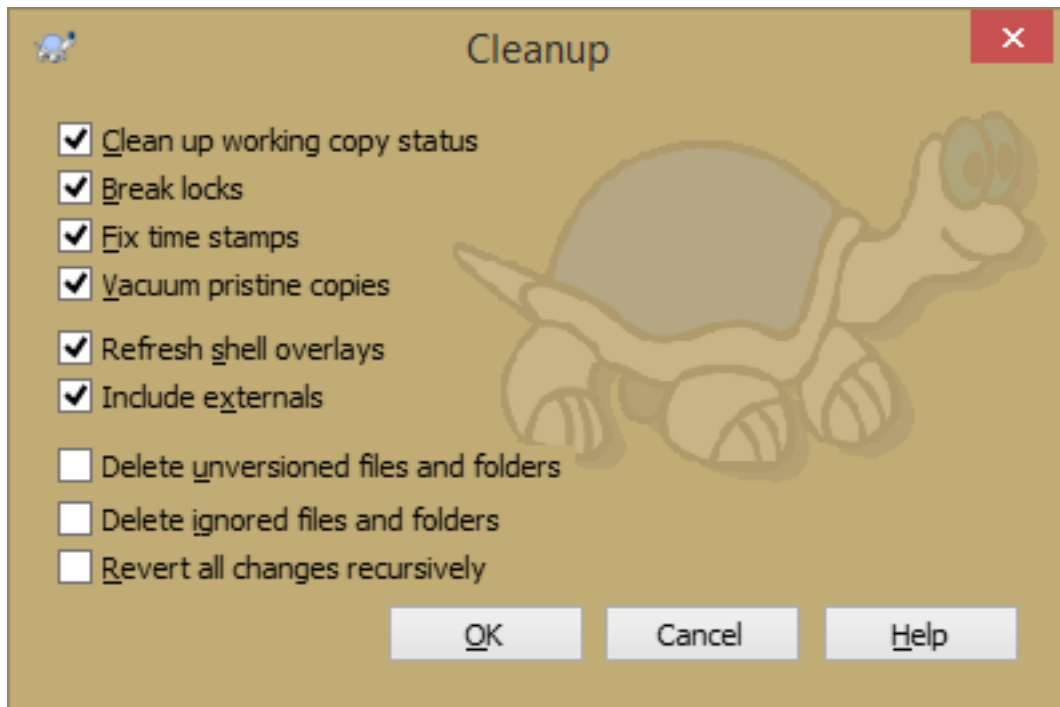 Cleanup
Clean up working copy status
Break locks
Fix time stamps
Vacuum pristine copies
Refresh shell overlays
Include externals
Delete unversioned files and folders
Delete ignored files and folders
Revert all changes recursively
OK Cancel Help